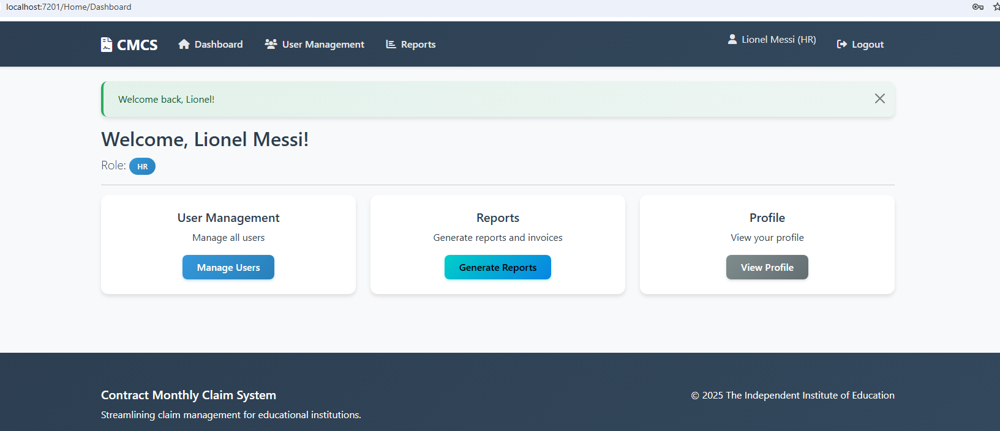 localhost:7201/Home/Dashboard
CMCS Dashboard User Management Reports Lionel Messi (HR) Logout
Welcome back, Lionel!
Welcome, Lionel Messi!
Role: HR
User Management
Manage all users
Manage Users
Reports
Generate reports and invoices
Generate Reports
Profile
View your profile
View Profile
Contract Monthly Claim System
Streamlining claim management for educational institutions.
© 2025 The Independent Institute of Education